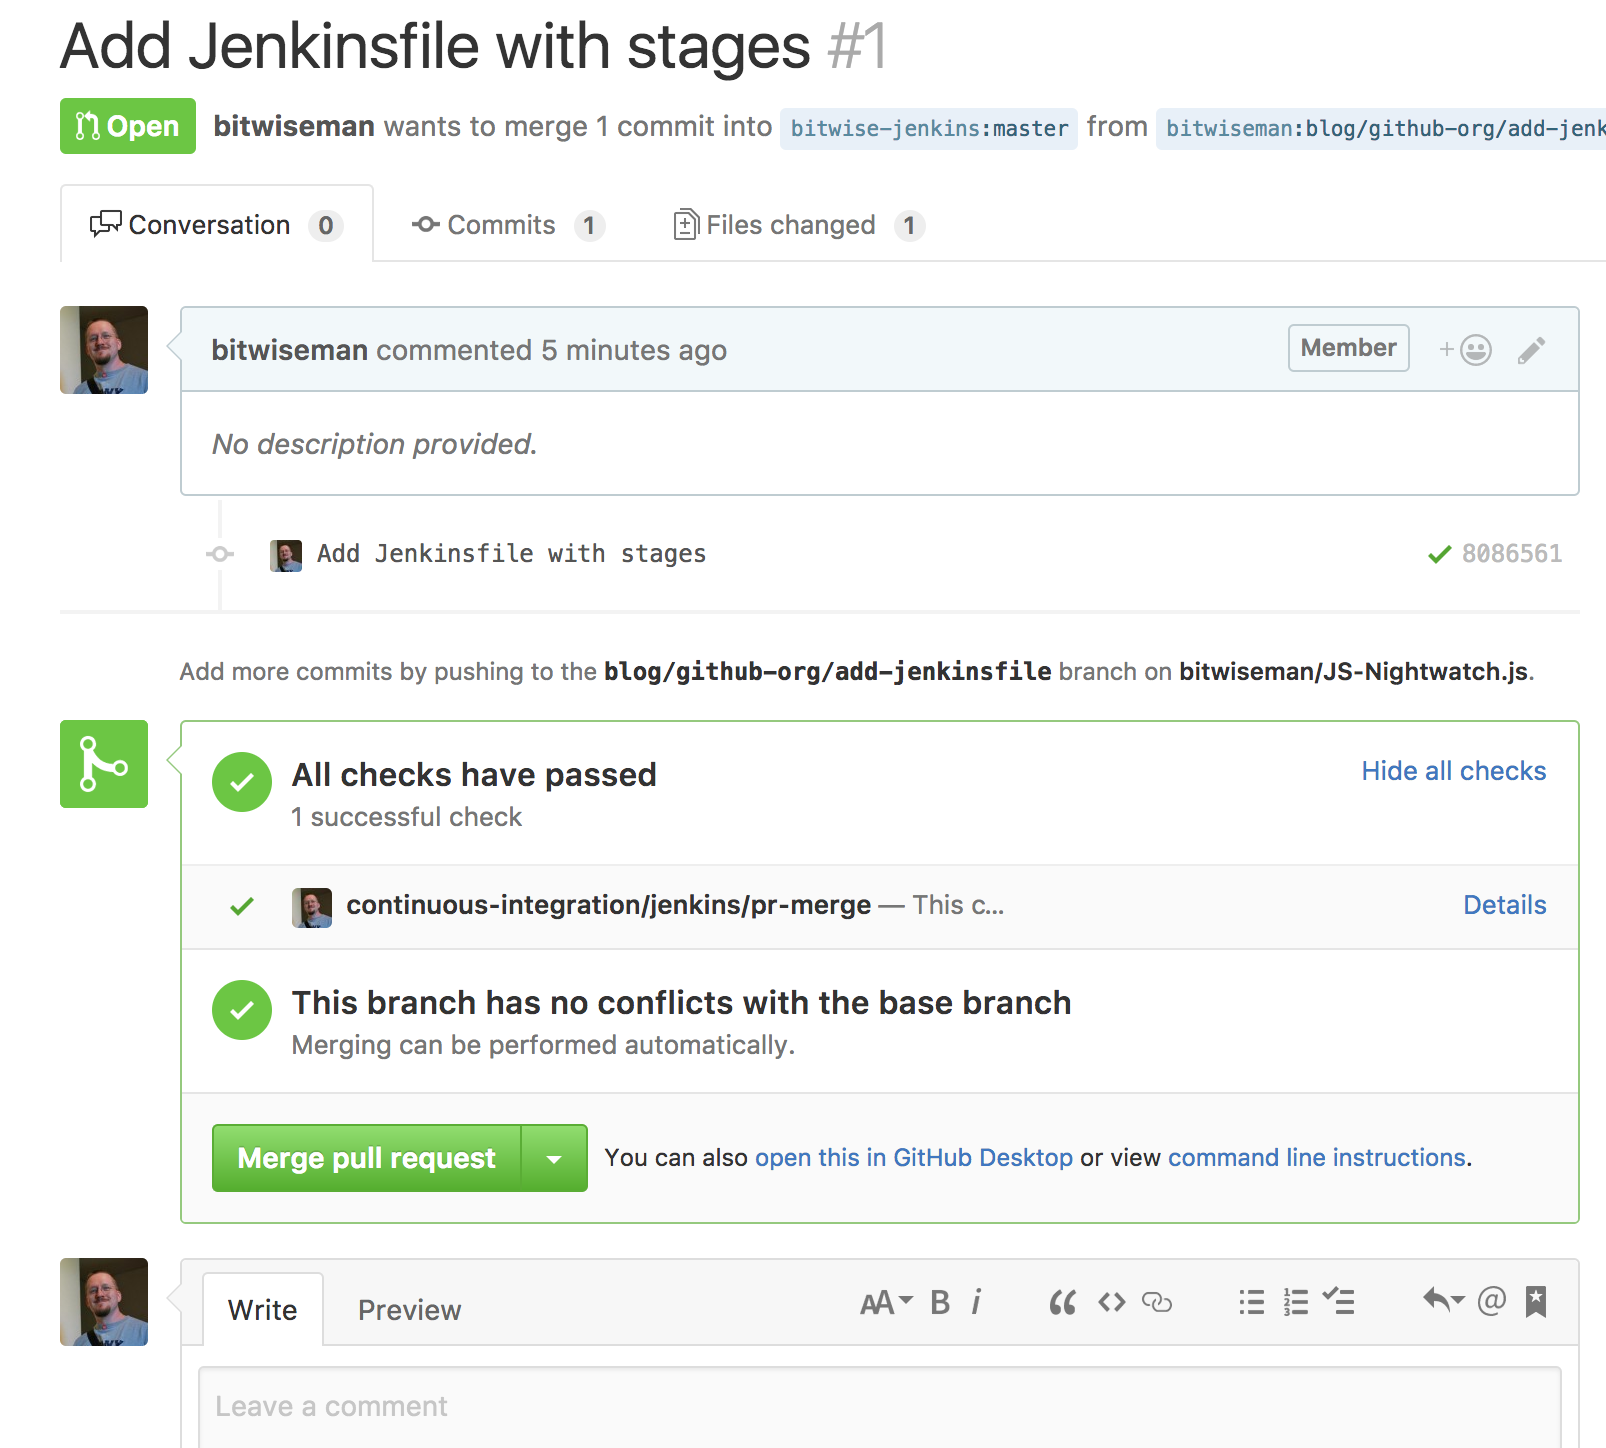 Add Jenkinsfile with stages #1
Open bitwiseman wants to merge 1 commit into bitwise-jenkins:master from bitwiseman:blog/github-org/add-jenk
Conversation 0 Commits 1 Files changed 1
bitwiseman commented 5 minutes ago Member +
No description provided.
Add Jenkinsfile with stages 8086561
Add more commits by pushing to the blog/github-org/add-jenkinsfile branch on bitwiseman/JS-Nightwatch.js.
All checks have passed Hide all checks
1 successful check
continuous-integration/jenkins/pr-merge — This c... Details
This branch has no conflicts with the base branch
Merging can be performed automatically.
Merge pull request You can also open this in GitHub Desktop or view command line instructions.
Write Preview AA B i “ <> @
Leave a comment